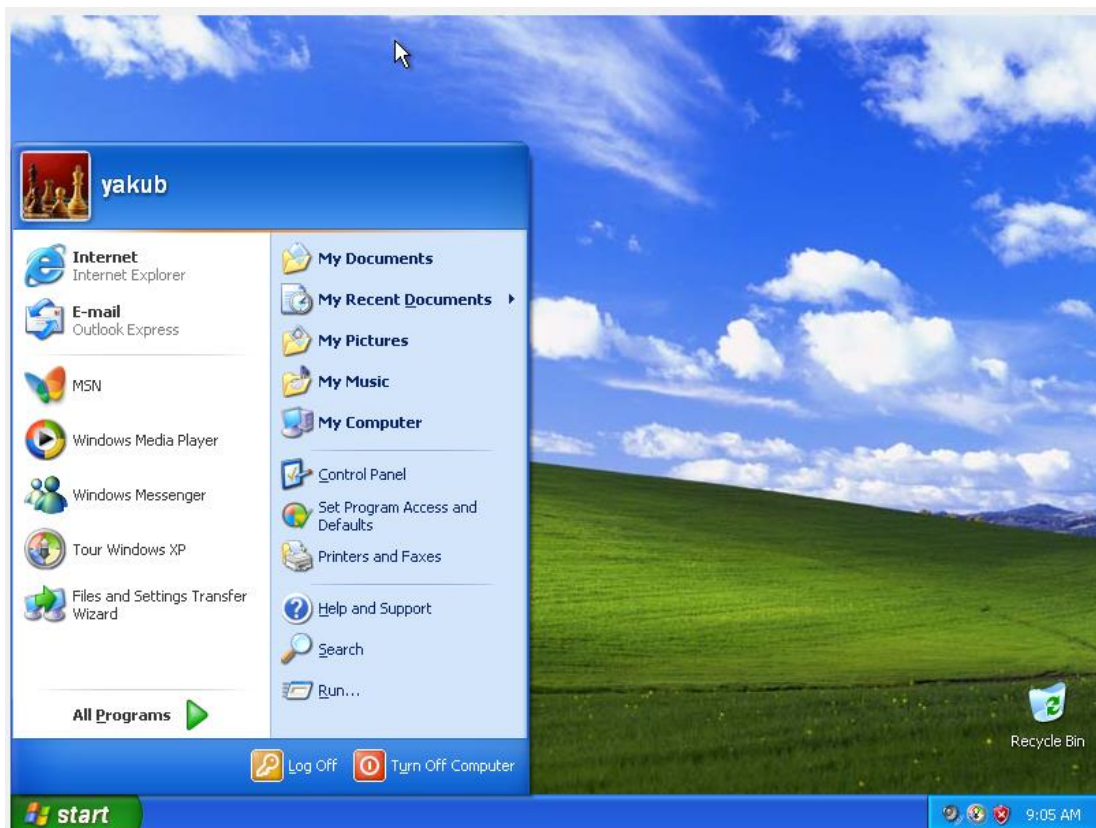 yakub
Internet
Internet Explorer
E-mail
Outlook Express
MSN
Windows Media Player
Windows Messenger
Tour Windows XP
Files and Settings Transfer
Wizard
All Programs
My Documents
My Recent Documents
My Pictures
My Music
My Computer
Control Panel
Set Program Access and
Defaults
Printers and Faxes
Help and Support
Search
Run...
Log Off
Turn Off Computer
Recycle Bin
start
9:05 AM